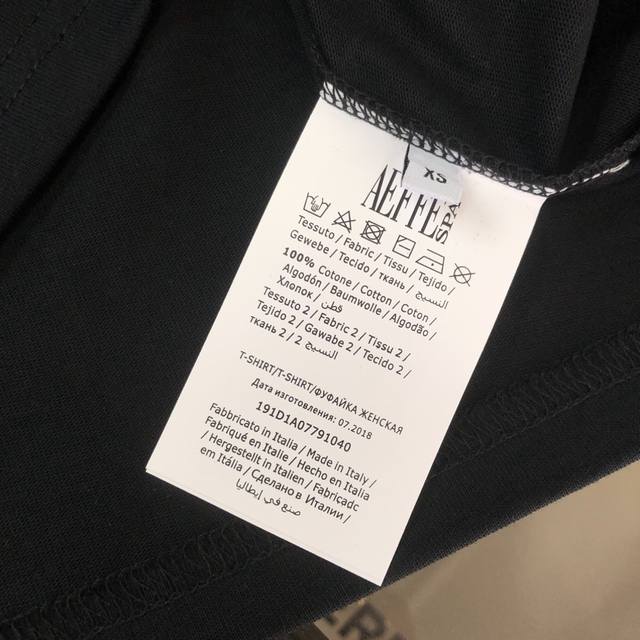 XS
AEFFE
SPA
Tessuto / Fabric / Tissu / Tejido /
Gewebe / Tecido / ткань / النسيج /
100% Cotone / Cotton / Coton /
Algodón / Baumwolle / Algodão /
Хлопок / قطن /
Tessuto 2 / Fabric 2 / Tissu 2 /
Tejido 2 / Gawabe 2 / Tecido 2 /
ткань 2 / النسيج 2 /
T-SHIRT/T-SHIRT/ФУФАЙКА ЖЕНСКАЯ
Дата изготовления: 07.2018
191D1A07791040
Fabbricato in Italia / Made in Italy /
Fabriqué en Italie / Hecho en Italia
/ Hergestellt in Italien / Fabricadc
em Itália / Сделано в Италии /
صنع في إيطاليا /